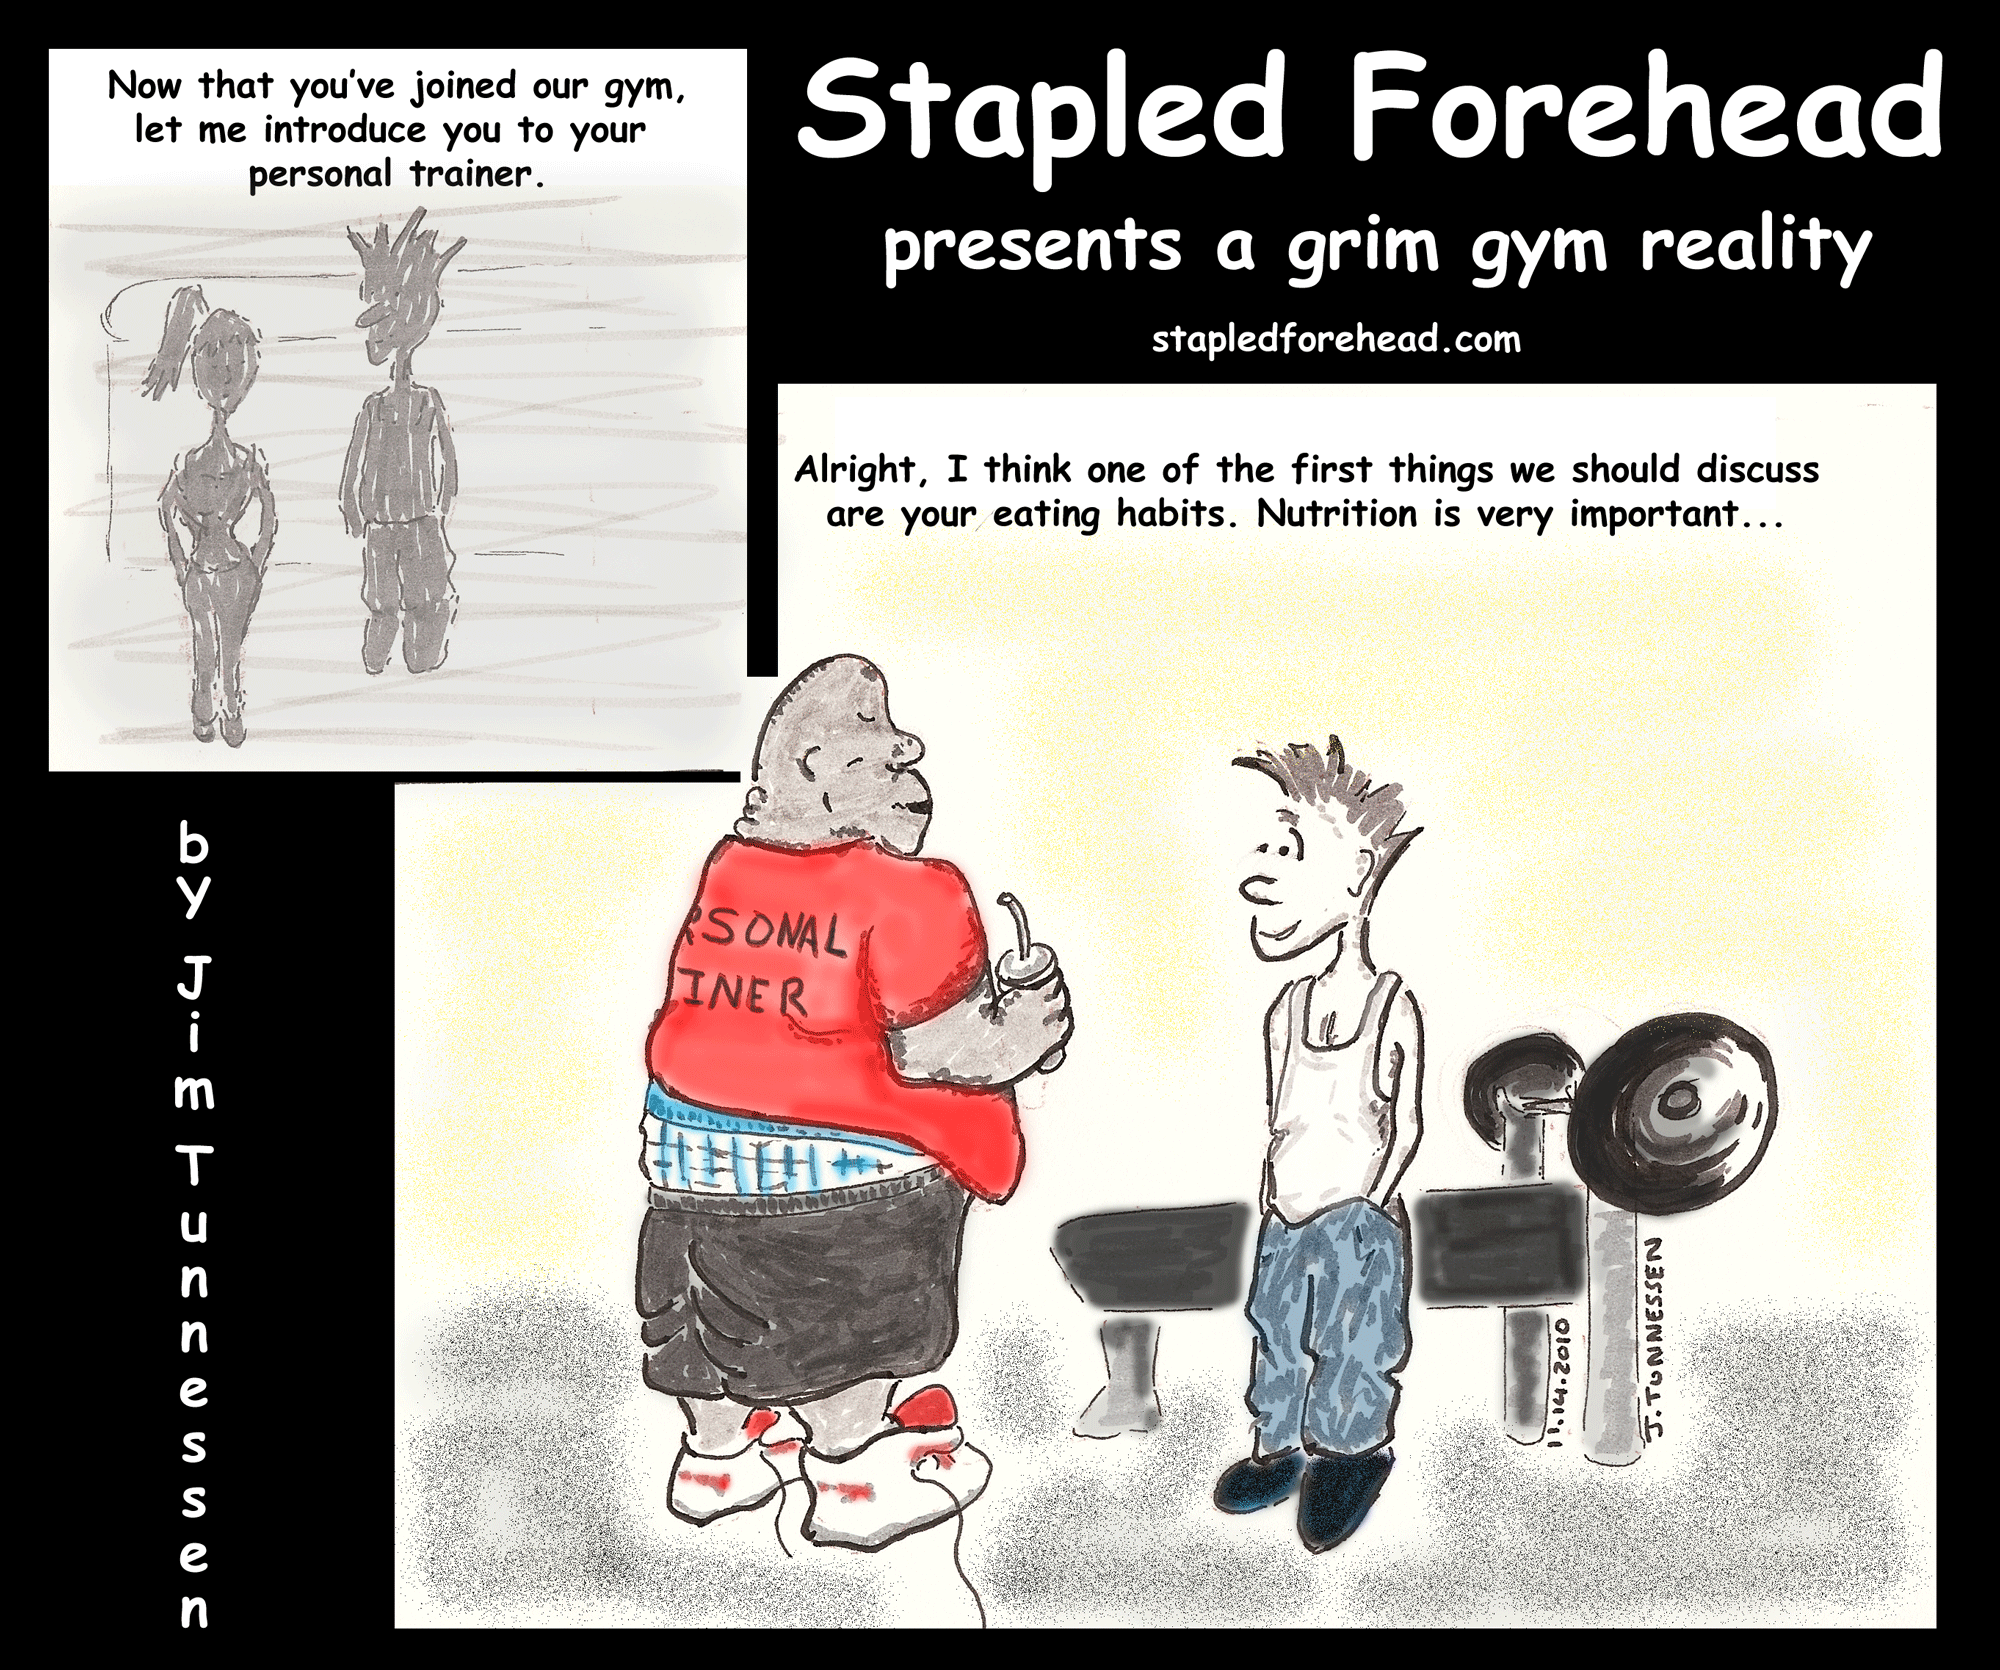 Now that you've joined our gym,
let me introduce you to your
personal trainer.
Stapled Forehead
presents a grim gym reality
stapledforehead.com
Alright, I think one of the first things we should discuss
are your eating habits. Nutrition is very important...
RSONAL
INER
by Jim Tunnessen
11.14.2010
J. TUNNESSEN